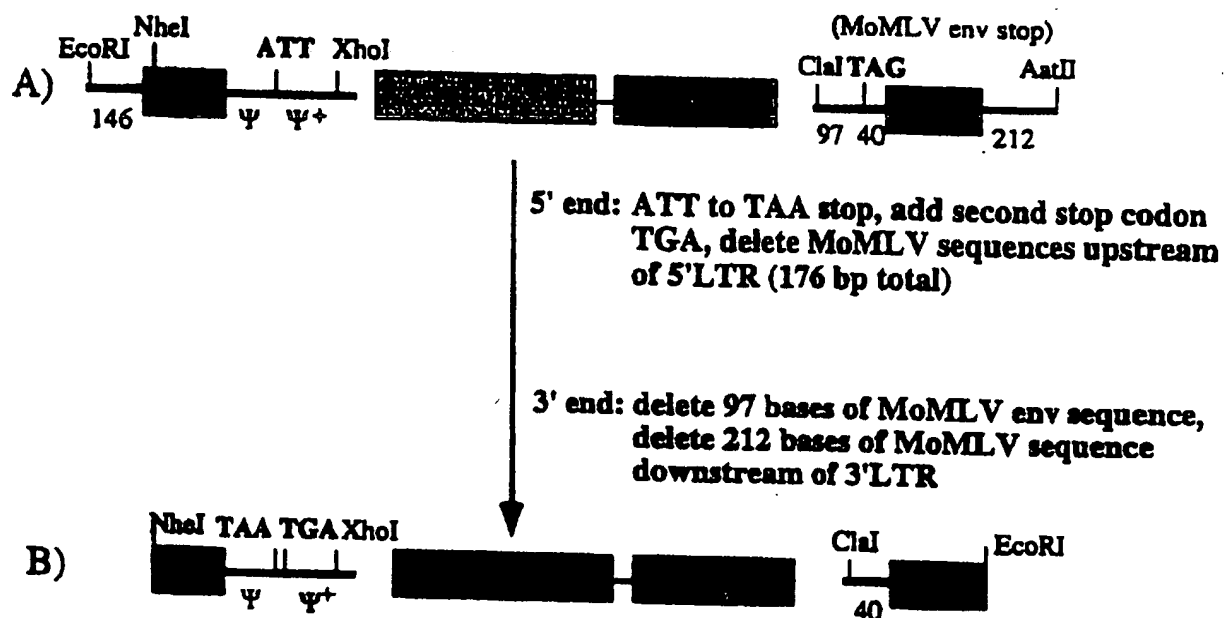 (MoMLV env stop)
EcoRI NheI ATT XhoI ClaI TAG AatII
A)
146 Ψ Ψ+ 97 40 212
5' end: ATT to TAA stop, add second stop codon
TGA, delete MoMLV sequences upstream
of 5'LTR (176 bp total)
3' end: delete 97 bases of MoMLV env sequence,
delete 212 bases of MoMLV sequence
downstream of 3'LTR
NheI TAA TGA XhoI ClaI EcoRI
B)
Ψ Ψ+ 40